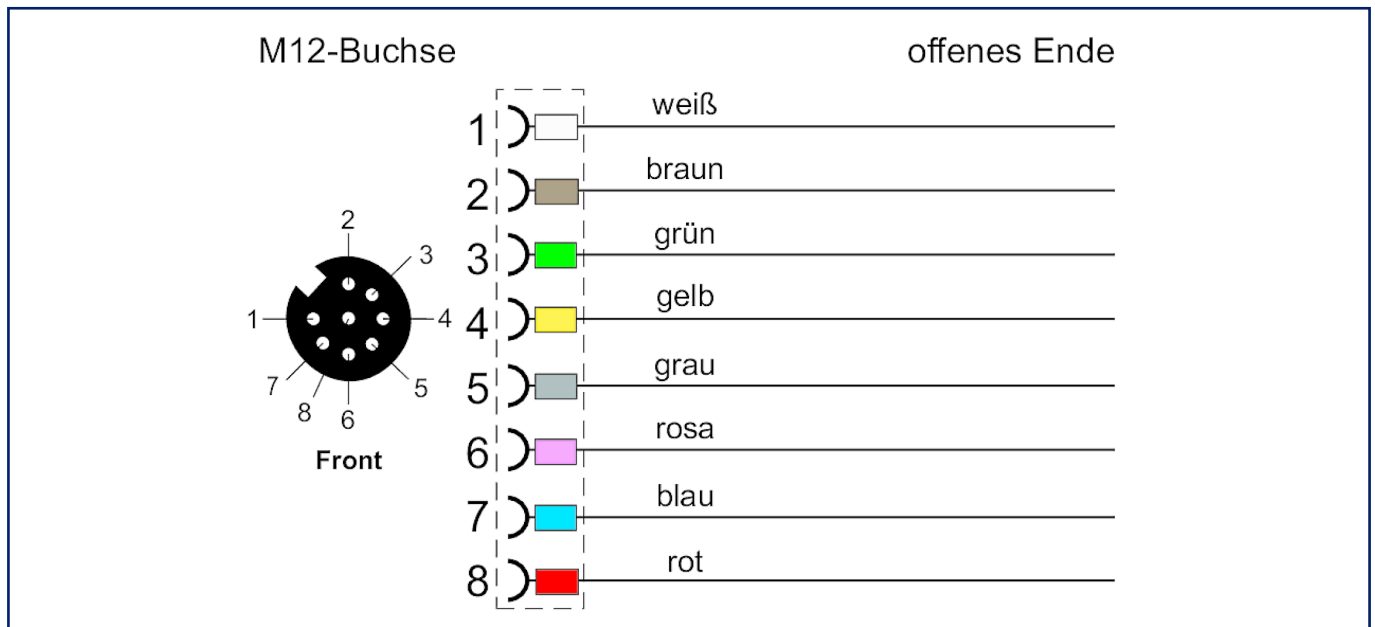 M12-Buchse offenes Ende
1 weiß
2 braun
3 grün
4 gelb
5 grau
6 rosa
7 blau
8 rot
2
3
1
4
7
8
6
5
Front